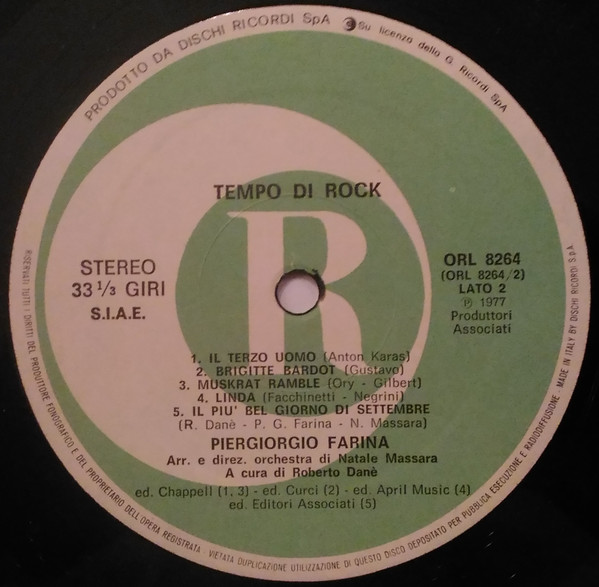 PRODOTTO DA DISCHI RICORDI SpA Su licenza della G. Ricordi SpA
TEMPO DI ROCK
R
STEREO
33 1/3 GIRI
S.I.A.E.
ORL 8264
(ORL 8264/2)
LATO 2
℗ 1977
Produttori
Associati
1. IL TERZO UOMO (Anton Karas)
2. BRIGITTE BARDOT (Gustavo)
3. MUSKRAT RAMBLE (Ory - Gilbert)
4. LINDA (Facchinetti - Negrini)
5. IL PIU' BEL GIORNO DI SETTEMBRE
(R. Danè - P. G. Farina - N. Massara)
PIERGIORGIO FARINA
Arr. e direz. orchestra di Natale Massara
A cura di Roberto Danè
ed. Chappell (1, 3) - ed. Curci (2) - ed. April Music (4)
ed. Editori Associati (5)
RISERVATI TUTTI I DIRITTI DEL PRODUTTORE FONOGRAFICO E DEL PROPRIETARIO DELL'OPERA REGISTRATA - VIETATA DUPLICAZIONE UTILIZZAZIONE DI QUESTO DISCO DEPOSITATO PER PUBBLICA ESECUZIONE E RADIODIFFUSIONE - MADE IN ITALY BY DISCHI RICORDI S.p.A.